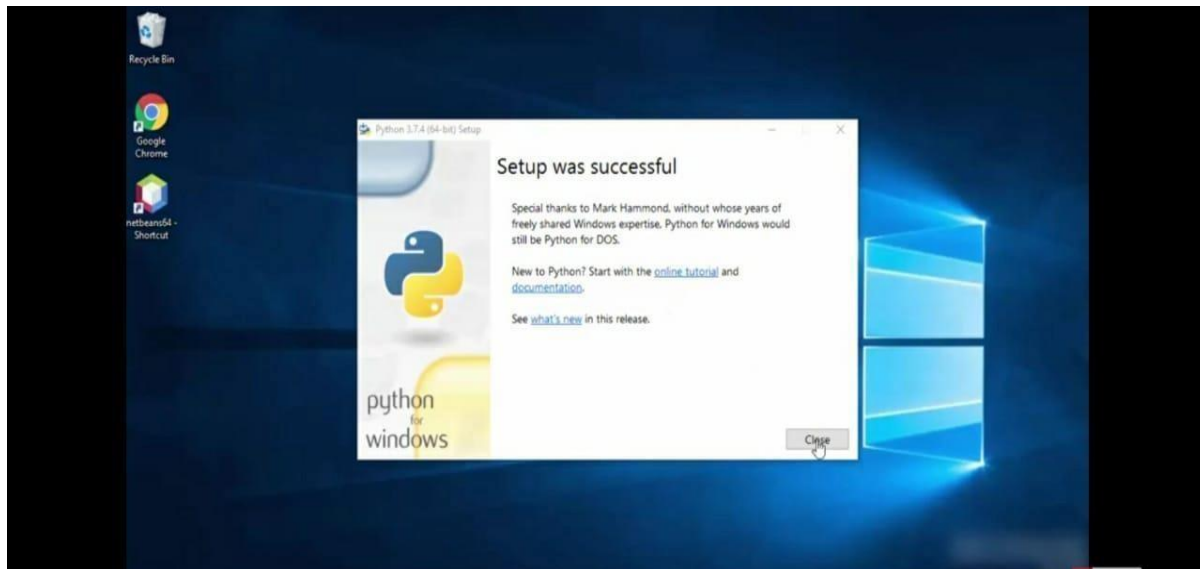 Recycle Bin
Google
Chrome
netbeans64 -
Shortcut
Python 3.7.4 (64-bit) Setup
Setup was successful
Special thanks to Mark Hammond, without whose years of
freely shared Windows expertise, Python for Windows would
still be Python for DOS.
New to Python? Start with the online tutorial and
documentation.
See what's new in this release.
python
for
windows
Close